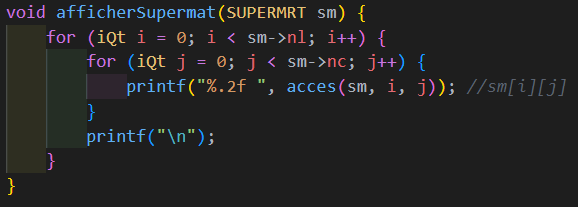 void afficherSupermat(SUPERMRT sm) {
    for (iQt i = 0; i < sm->nl; i++) {
        for (iQt j = 0; j < sm->nc; j++) {
            printf("%.2f ", acces(sm, i, j)); //sm[i][j]
        }
        printf("\n");
    }
}